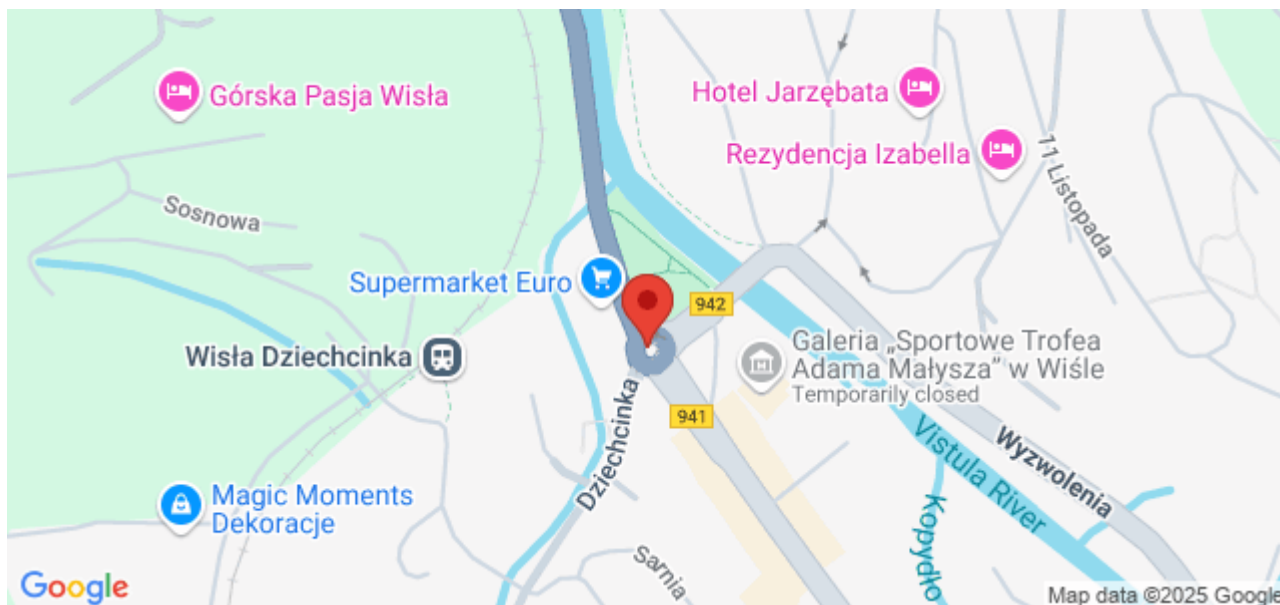 Górska Pasja Wisła
Hotel Jarzębata
Rezydencja Izabella
11 Listopada
Sosnowa
Supermarket Euro
942
Wisła Dziechcinka
Galeria „Sportowe Trofea
Adama Małysza” w Wiśle
Temporarily closed
Dziechcinka
941
Vistula River
Wyzwolenia
Magic Moments
Dekoracje
Kopydło
Sarnia
Google
Map data ©2025 Google